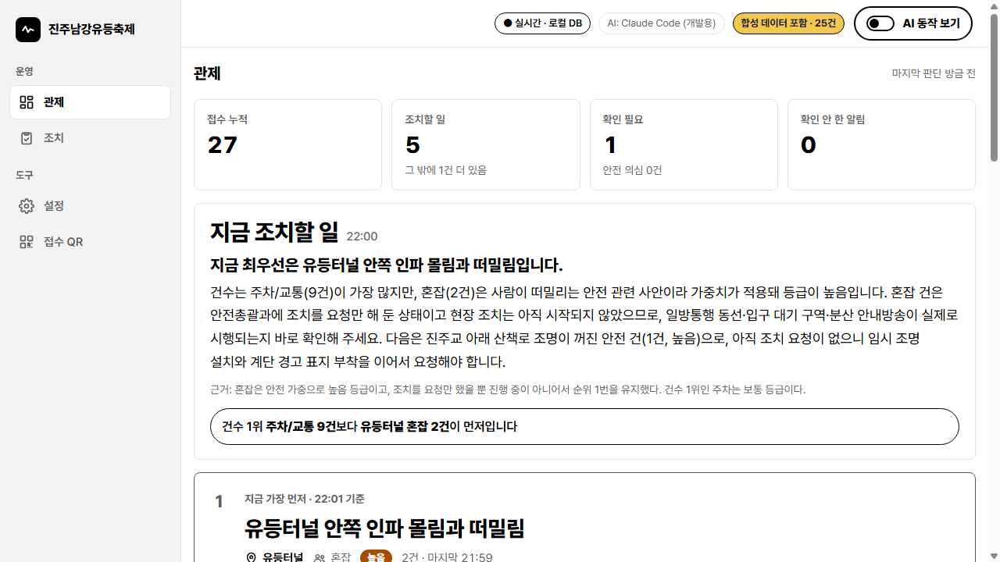 진주남강유등축제
운영
관제
조치
도구
설정
접수 QR
실시간 · 로컬 DB
AI: Claude Code (개발용)
합성 데이터 포함 · 25건
AI 동작 보기
관제
마지막 판단 방금 전
접수 누적
27
조치할 일
5
그 밖에 1건 더 있음
확인 필요
1
안전 의심 0건
확인 안 한 알림
0
지금 조치할 일 22:00
지금 최우선은 유등터널 안쪽 인파 몰림과 떠밀림입니다.
건수는 주차/교통(9건)이 가장 많지만, 혼잡(2건)은 사람이 떠밀리는 안전 관련 사안이라 가중치가 적용돼 등급이 높음입니다. 혼잡 건은
안전총괄과에 조치를 요청만 해 둔 상태이고 현장 조치는 아직 시작되지 않았으므로, 일방통행 동선·입구 대기 구역·분산 안내방송이 실제로
시행되는지 바로 확인해 주세요. 다음은 진주교 아래 산책로 조명이 꺼진 안전 건(1건, 높음)으로, 아직 조치 요청이 없으니 임시 조명
설치와 계단 경고 표지 부착을 이어서 요청해야 합니다.
근거: 혼잡은 안전 가중으로 높음 등급이고, 조치를 요청만 했을 뿐 진행 중이 아니어서 순위 1번을 유지했다. 건수 1위인 주차는 보통 등급이다.
건수 1위 주차/교통 9건보다 유등터널 혼잡 2건이 먼저입니다
1
지금 가장 먼저 · 22:01 기준
유등터널 안쪽 인파 몰림과 떠밀림
유등터널 혼잡 높음 2건 · 마지막 21:59